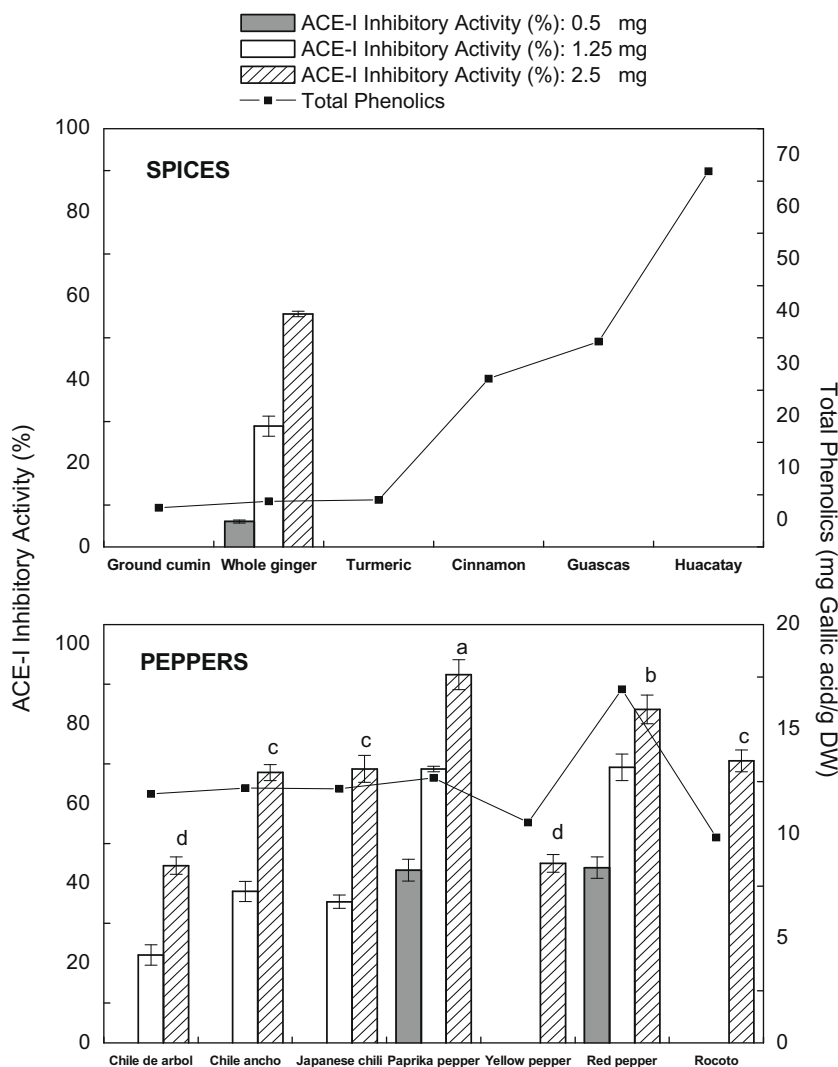 ACE-I Inhibitory Activity (%): 0.5 mg
ACE-I Inhibitory Activity (%): 1.25 mg
ACE-I Inhibitory Activity (%): 2.5 mg
Total Phenolics
SPICES
100
80
60
40
20
0
70
60
50
40
30
20
10
0
Ground cumin Whole ginger Turmeric Cinnamon Guascas Huacatay
ACE-I Inhibitory Activity (%)
Total Phenolics (mg Gallic acid/g DW)
PEPPERS
100
80
60
40
20
0
20
15
10
5
0
d
c
c
a
d
b
c
Chile de arbol Chile ancho Japanese chili Paprika pepper Yellow pepper Red pepper Rocoto